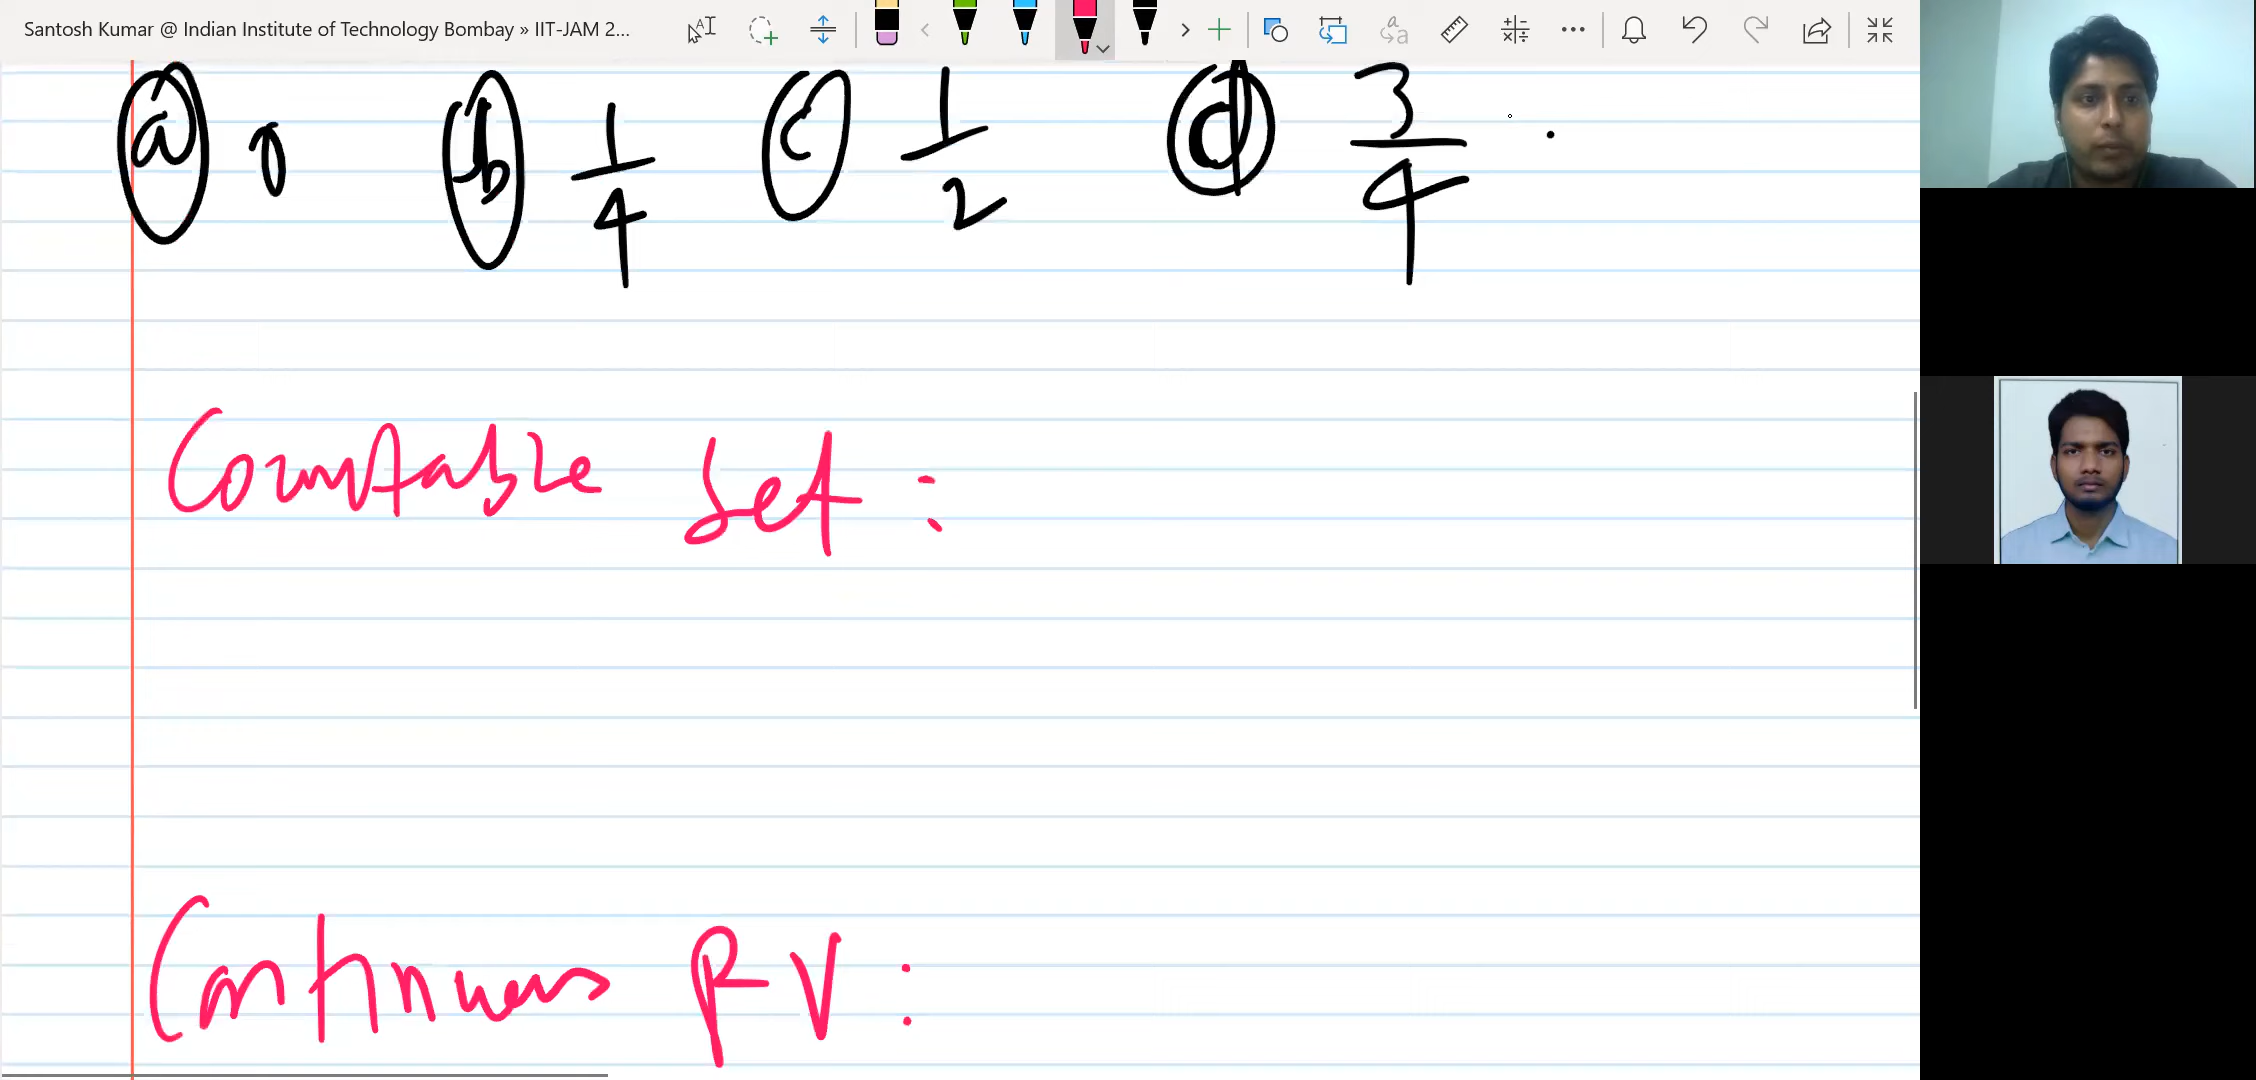 Santosh Kumar @ Indian Institute of Technology Bombay » IIT-JAM 2...
(a) 0 (b) 1/4 (c) 1/2 (d) 3/4 .
Countable Set :
Continuous RV :